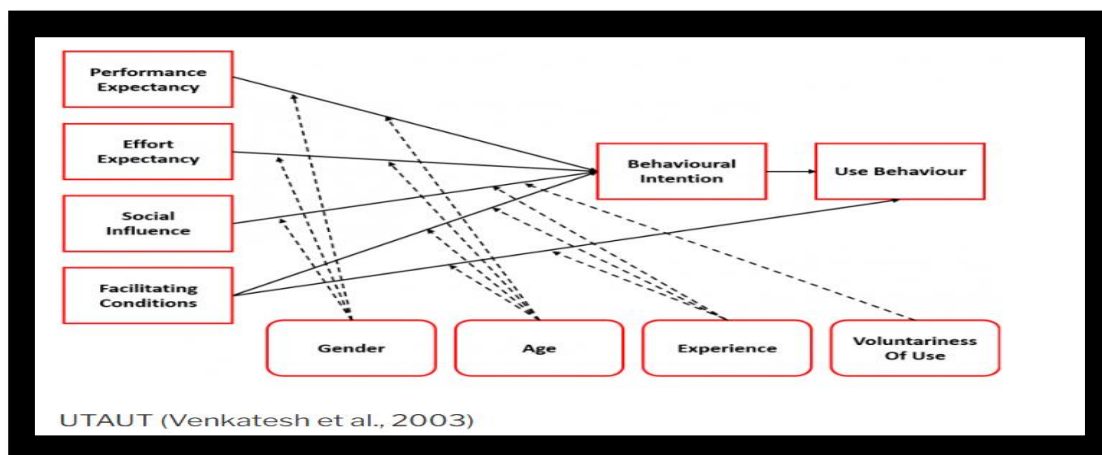 Performance
Expectancy
Effort
Expectancy
Social
Influence
Facilitating
Conditions
Behavioural
Intention
Use Behaviour
Gender
Age
Experience
Voluntariness
Of Use
UTAUT (Venkatesh et al., 2003)